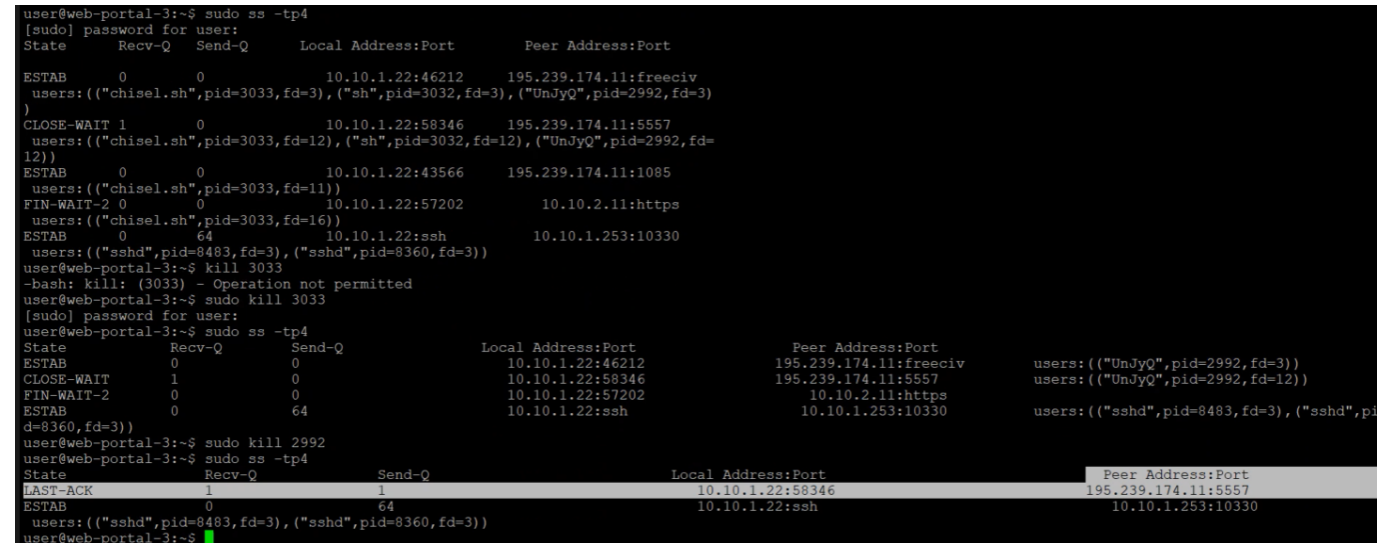 user@web-portal-3:~$ sudo ss -tp4
[sudo] password for user:
State Recv-Q Send-Q Local Address:Port Peer Address:Port
ESTAB 0 0 10.10.1.22:46212 195.239.174.11:freeciv
users:(("chisel.sh",pid=3033,fd=3),("sh",pid=3032,fd=3),("UnJyQ",pid=2992,fd=3)
)
CLOSE-WAIT 1 0 10.10.1.22:58346 195.239.174.11:5557
users:(("chisel.sh",pid=3033,fd=12),("sh",pid=3032,fd=12),("UnJyQ",pid=2992,fd=
12))
ESTAB 0 0 10.10.1.22:43566 195.239.174.11:1085
users:(("chisel.sh",pid=3033,fd=11))
FIN-WAIT-2 0 0 10.10.1.22:57202 10.10.2.11:https
users:(("chisel.sh",pid=3033,fd=16))
ESTAB 0 64 10.10.1.22:ssh 10.10.1.253:10330
users:(("sshd",pid=8483,fd=3),("sshd",pid=8360,fd=3))
user@web-portal-3:~$ kill 3033
-bash: kill: (3033) - Operation not permitted
user@web-portal-3:~$ sudo kill 3033
[sudo] password for user:
user@web-portal-3:~$ sudo ss -tp4
State Recv-Q Send-Q Local Address:Port Peer Address:Port
ESTAB 0 0 10.10.1.22:46212 195.239.174.11:freeciv users:(("UnJyQ",pid=2992,fd=3))
CLOSE-WAIT 1 0 10.10.1.22:58346 195.239.174.11:5557 users:(("UnJyQ",pid=2992,fd=12))
FIN-WAIT-2 0 0 10.10.1.22:57202 10.10.2.11:https
ESTAB 0 64 10.10.1.22:ssh 10.10.1.253:10330 users:(("sshd",pid=8483,fd=3),("sshd",pi
d=8360,fd=3))
user@web-portal-3:~$ sudo kill 2992
user@web-portal-3:~$ sudo ss -tp4
State Recv-Q Send-Q Local Address:Port Peer Address:Port
LAST-ACK 1 1 10.10.1.22:58346 195.239.174.11:5557
ESTAB 0 64 10.10.1.22:ssh 10.10.1.253:10330
users:(("sshd",pid=8483,fd=3),("sshd",pid=8360,fd=3))
user@web-portal-3:~$